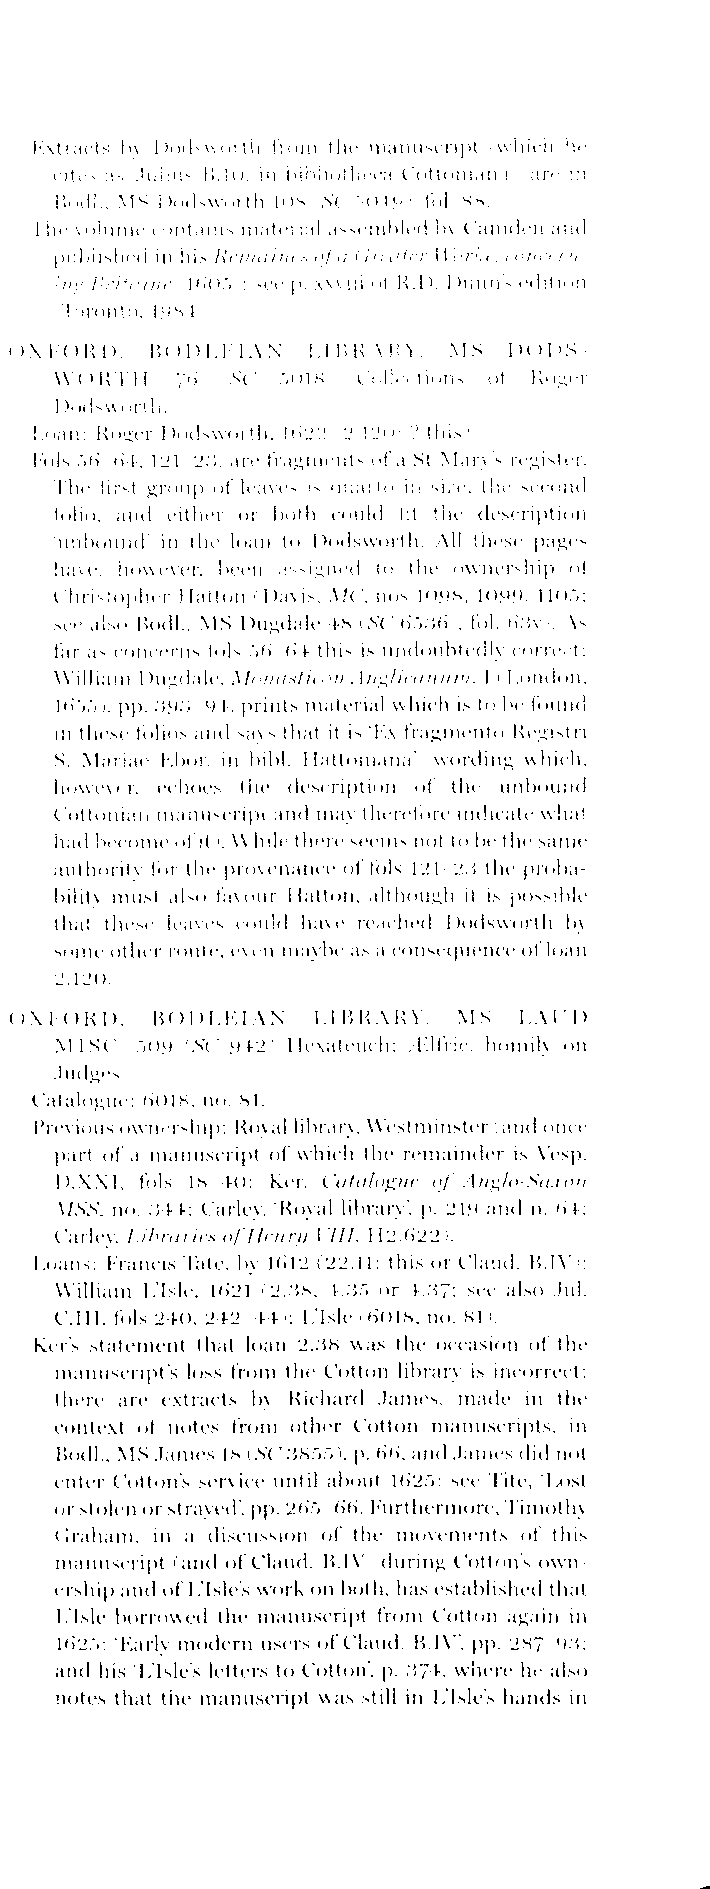 Extracts by Dodsworth from the manuscript (which he
cites as Julius B.10. in bibliotheca Cottoniana) are in
Bodl., MS Dodsworth 108 (SC 5049), fol. 88.
The volume contains material assembled by Camden and
published in his Remaines of a Greater Worke, concern-
ing Britaine (1605): see p. xxviii of R.D. Dunn's edition
(Toronto, 1984).
OXFORD, BODLEIAN LIBRARY, MS DODS-
WORTH 76 (SC 5018) Collections of Roger
Dodsworth.
Loan: Roger Dodsworth, 1622 (2.120: ? this)
Fols 56–64, 121–23, are fragments of a St Mary's register.
The first group of leaves is quarto in size, the second
folio, and either or both could fit the description
'unbound' in the loan to Dodsworth. All these pages
have, however, been assigned to the ownership of
Christopher Hatton (Davis, MC, nos 1098, 1099, 1105;
see also Bodl., MS Dugdale 48 (SC 6536), fol. 63v). As
far as concerns fols 56–64 this is undoubtedly correct:
William Dugdale, Monasticon Anglicanum, I (London,
1655), pp. 393–94, prints material which is to be found
in these folios and says that it is 'Ex fragmento Registri
S. Mariae Ebor. in bibl. Hattoniana' (wording which,
however, echoes the description of the unbound
Cottonian manuscript and may therefore indicate what
had become of it). While there seems not to be the same
authority for the provenance of fols 121–23 the proba-
bility must also favour Hatton, although it is possible
that these leaves could have reached Dodsworth by
some other route, even maybe as a consequence of loan
2.120.
OXFORD, BODLEIAN LIBRARY, MS LAUD
MISC. 509 (SC 942) Hexateuch; Ælfric, homily on
Judges
Catalogue: 6018, no. 81.
Previous ownership: Royal library, Westminster (and once
part of a manuscript of which the remainder is Vesp.
D.XXI, fols 18–40: Ker, Catalogue of Anglo-Saxon
MSS, no. 344; Carley, 'Royal library', p. 219 and n. 64;
Carley, Libraries of Henry VIII, H2.622).
Loans: Francis Tate, by 1612 (22.11: this or Claud. B.IV);
William L'Isle, 1621 (2.38, 4.35 or 4.37; see also Jul.
C.III, fols 240, 242–44); L'Isle (6018, no. 81).
Ker's statement that loan 2.38 was the occasion of the
manuscript's loss from the Cotton library is incorrect:
there are extracts by Richard James, made in the
context of notes from other Cotton manuscripts, in
Bodl., MS James 18 (SC 3855), p. 66, and James did not
enter Cotton's service until about 1625: see Tite, 'Lost
or stolen or strayed', pp. 265–66. Furthermore, Timothy
Graham, in a discussion of the movements of this
manuscript (and of Claud. B.IV) during Cotton's own-
ership and of L'Isle's work on both, has established that
L'Isle borrowed the manuscript from Cotton again in
1625: 'Early modern users of Claud. B.IV', pp. 287–93;
and his 'L'Isle's letters to Cotton', p. 374, where he also
notes that the manuscript was still in L'Isle's hands in